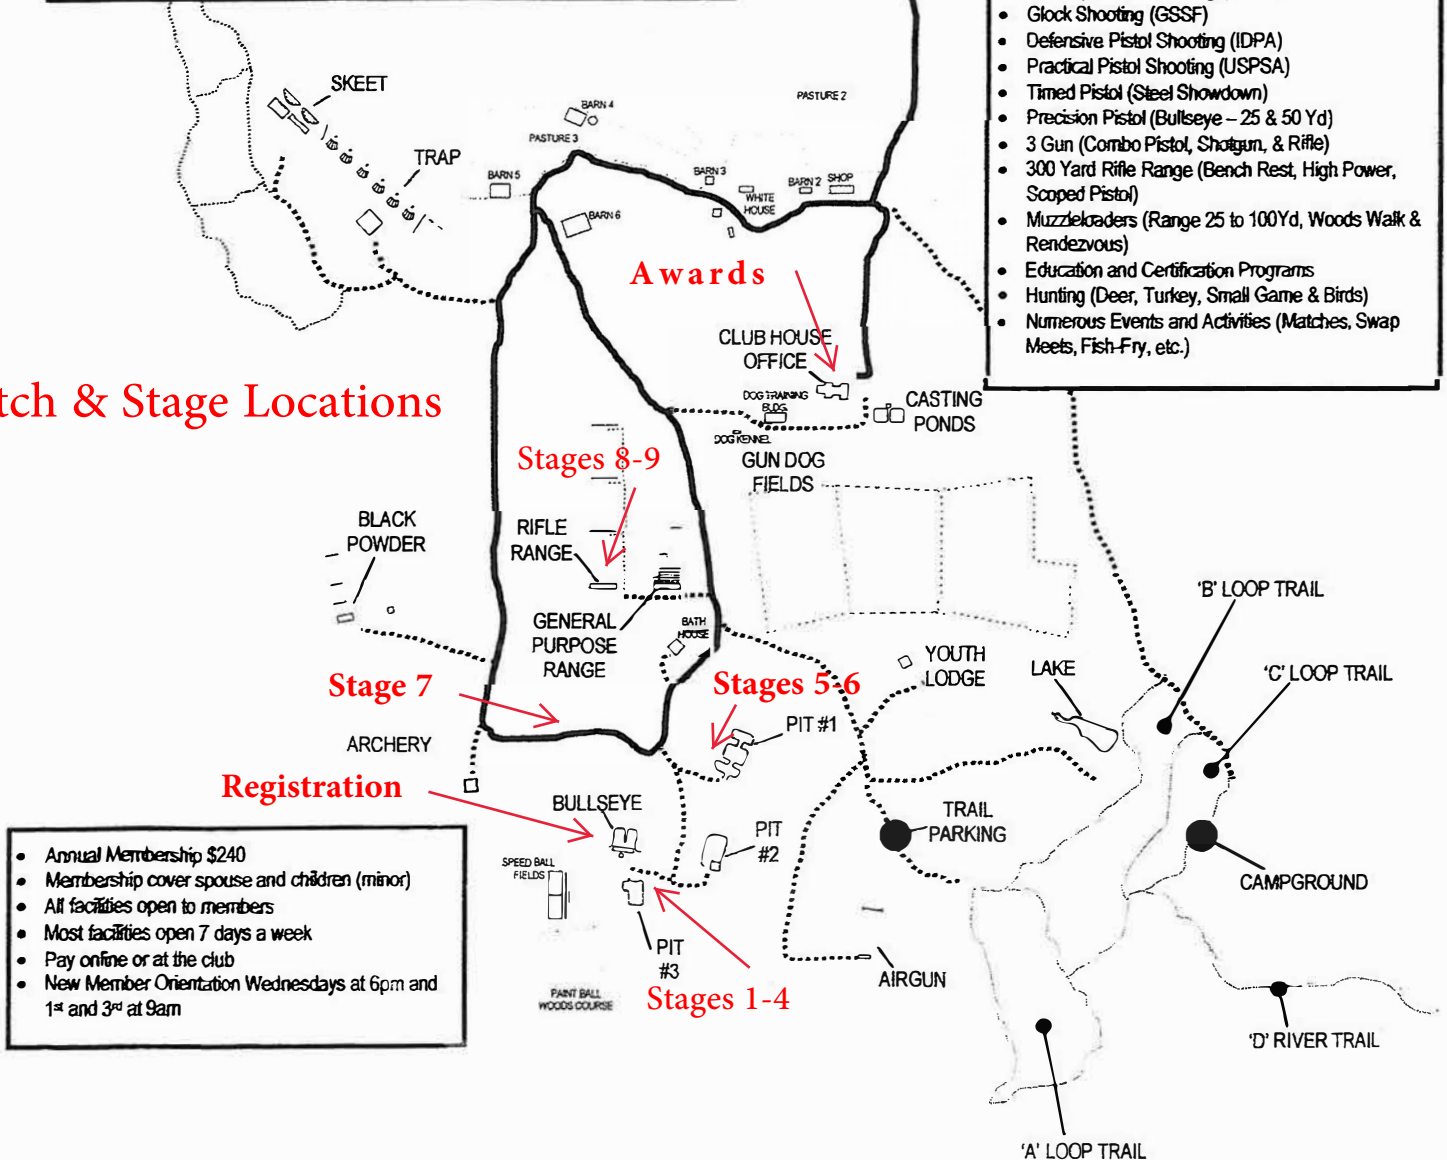 Glock Shooting (GSSF)
Defensive Pistol Shooting (IDPA)
Practical Pistol Shooting (USPSA)
Timed Pistol (Steel Showdown)
Precision Pistol (Bullseye – 25 & 50 Yd)
3 Gun (Combo Pistol, Shotgun, & Rifle)
300 Yard Rifle Range (Bench Rest, High Power,
Scoped Pistol)
Muzzleloaders (Range 25 to 100Yd, Woods Walk &
Rendezvous)
Education and Certification Programs
Hunting (Deer, Turkey, Small Game & Birds)
Numerous Events and Activities (Matches, Swap
Meets, Fish-Fry, etc.)
SKEET
TRAP
BARN 4
PASTURE 3
PASTURE 2
BARN 5
BARN 3
WHITE
HOUSE
BARN 2
SHOP
BARN 6
Awards
CLUB HOUSE
OFFICE
DOG TRAINING
BLDG
CASTING
PONDS
DOG KENNEL
GUN DOG
FIELDS
tch & Stage Locations
Stages 8-9
BLACK
POWDER
RIFLE
RANGE
GENERAL
PURPOSE
RANGE
BATH
HOUSE
'B' LOOP TRAIL
'C' LOOP TRAIL
YOUTH
LODGE
LAKE
Stage 7
Stages 5-6
PIT #1
ARCHERY
Registration
BULLSEYE
PIT
#2
TRAIL
PARKING
SPEED BALL
FIELDS
CAMPGROUND
PIT
#3
AIRGUN
Stages 1-4
PAINT BALL
WOODS COURSE
'D' RIVER TRAIL
'A' LOOP TRAIL
Annual Membership $240
Membership cover spouse and children (minor)
All facilities open to members
Most facilities open 7 days a week
Pay online or at the club
New Member Orientation Wednesdays at 6pm and
1st and 3rd at 9am